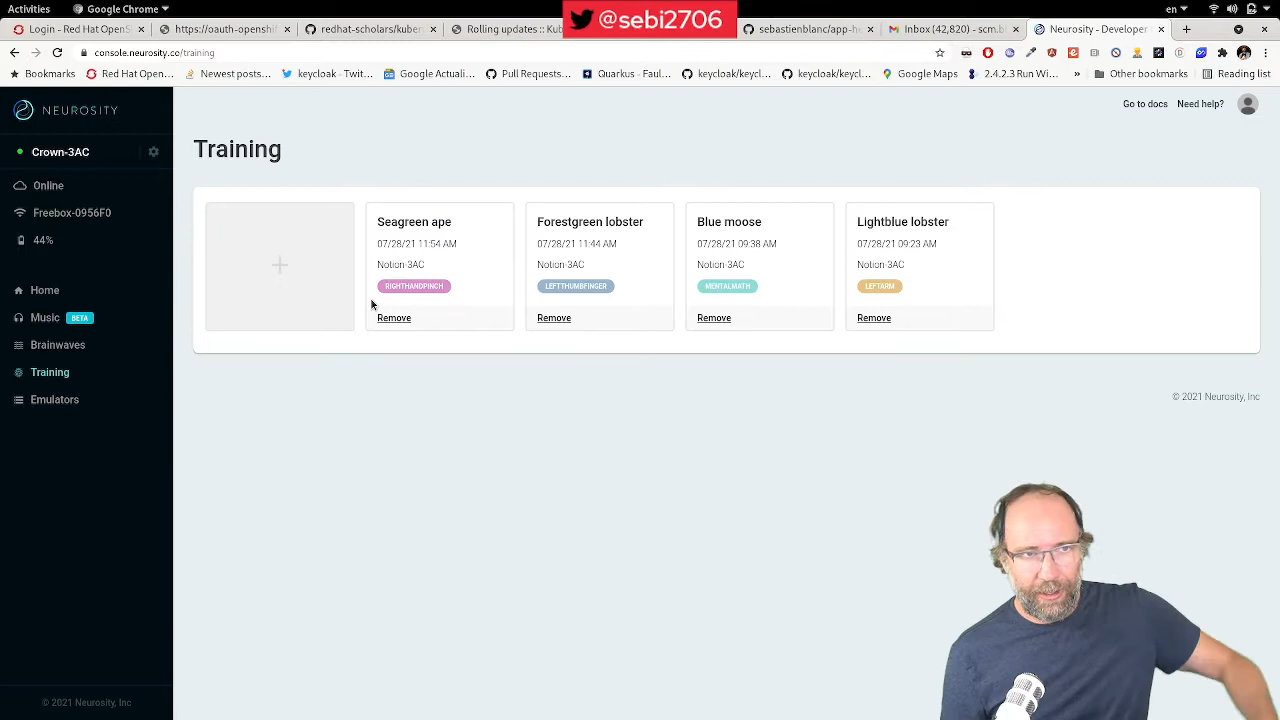 Activities
Google Chrome
@sebi2706
en
Login - Red Hat OpenS
https://oauth-openshif
redhat-scholars/kuber
Rolling updates :: Kub
sebastienblanc/app-he
Gmail (42,820) - scm.bl
Neurosity - Developer
console.neurosity.co/training
Bookmarks
Red Hat Open...
Newest posts...
keycloak - Twit...
Google Actuali...
Pull Requests...
Quarkus - Faul...
keycloak/keycl...
keycloak/keycl...
Google Maps
2.4.2.3 Run Wi...
»
Other bookmarks
Reading list
NEUROSITY
Go to docs
Need help?
Crown-3AC
Online
Freebox-0956F0
44%
Home
Music BETA
Brainwaves
Training
Emulators
© 2021 Neurosity, Inc
Training
+
Seagreen ape
07/28/21 11:54 AM
Notion-3AC
RIGHTHANDPINCH
Remove
Forestgreen lobster
07/28/21 11:44 AM
Notion-3AC
LEFTTHUMBFINGER
Remove
Blue moose
07/28/21 09:38 AM
Notion-3AC
MENTALMATH
Remove
Lightblue lobster
07/28/21 09:23 AM
Notion-3AC
LEFTARM
Remove
© 2021 Neurosity, Inc